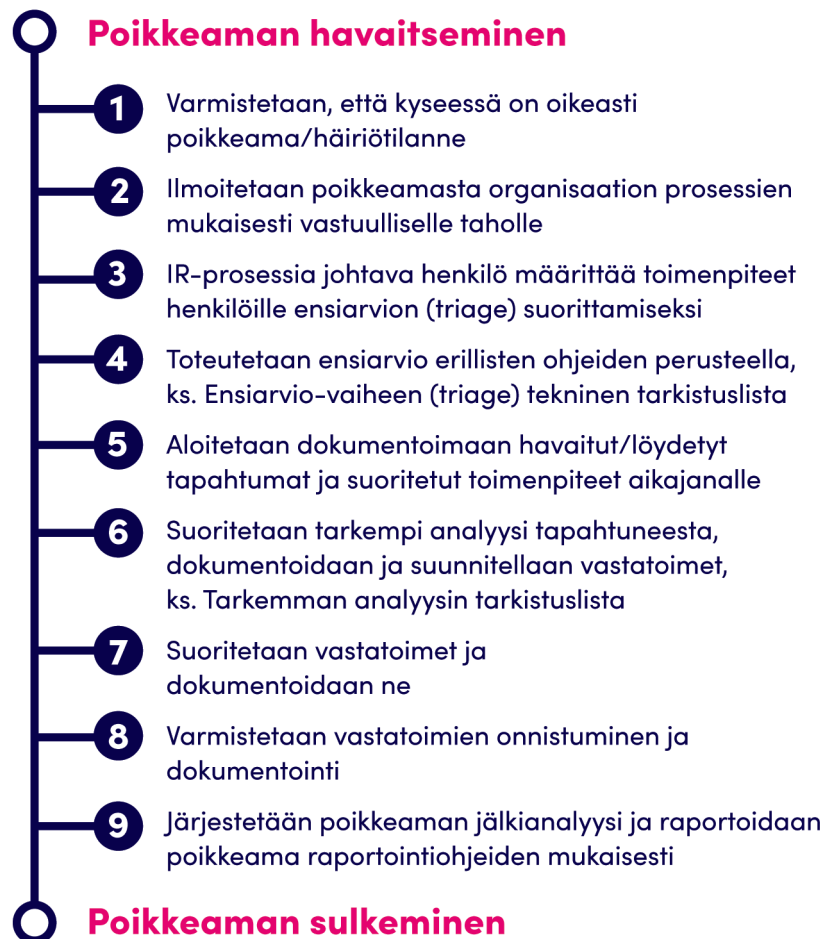 Poikkeaman havaitseminen
1 Varmistetaan, että kyseessä on oikeasti
poikkeama/häiriötilanne
2 Ilmoitetaan poikkeamasta organisaation prosessien
mukaisesti vastuulliselle taholle
3 IR-prosessia johtava henkilö määrittää toimenpiteet
henkilöille ensiarvion (triage) suorittamiseksi
4 Toteutetaan ensiarvio erillisten ohjeiden perusteella,
ks. Ensiarvio-vaiheen (triage) tekninen tarkistuslista
5 Aloitetaan dokumentoimaan havaitut/löydetyt
tapahtumat ja suoritetut toimenpiteet aikajanalle
6 Suoritetaan tarkempi analyysi tapahtuneesta,
dokumentoidaan ja suunnitellaan vastatoimet,
ks. Tarkemman analyysin tarkistuslista
7 Suoritetaan vastatoimet ja
dokumentoidaan ne
8 Varmistetaan vastatoimien onnistuminen ja
dokumentointi
9 Järjestetään poikkeaman jälkianalyysi ja raportoidaan
poikkeama raportointiohjeiden mukaisesti
Poikkeaman sulkeminen